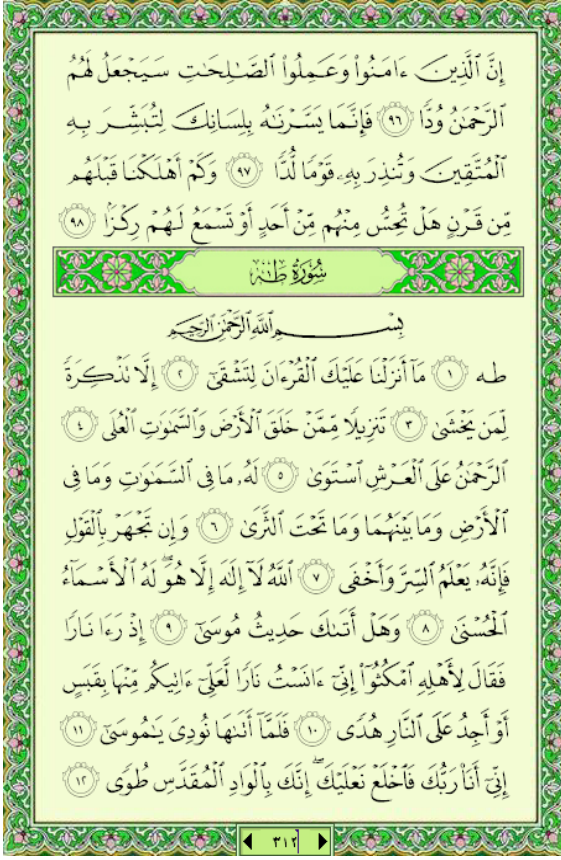 إِنَّ ٱلَّذِينَ ءَامَنُوا۟ وَعَمِلُوا۟ ٱلصَّـٰلِحَـٰتِ سَيَجْعَلُ لَهُمُ
ٱلرَّحْمَـٰنُ وُدًّا ٩٦ فَإِنَّمَا يَسَّرْنَـٰهُ بِلِسَانِكَ لِتُبَشِّرَ بِهِ
ٱلْمُتَّقِينَ وَتُنذِرَ بِهِۦ قَوْمًا لُّدًّا ٩٧ وَكَمْ أَهْلَكْنَا قَبْلَهُم
مِّن قَرْنٍ هَلْ تُحِسُّ مِنْهُم مِّنْ أَحَدٍ أَوْ تَسْمَعُ لَهُمْ رِكْزًۢا ٩٨
سُورَةُ طه
بِسْمِ ٱللَّهِ ٱلرَّحْمَـٰنِ ٱلرَّحِيمِ
طه ١ مَآ أَنزَلْنَا عَلَيْكَ ٱلْقُرْءَانَ لِتَشْقَىٰٓ ٢ إِلَّا تَذْكِرَةً
لِّمَن يَخْشَىٰ ٣ تَنزِيلًا مِّمَّنْ خَلَقَ ٱلْأَرْضَ وَٱلسَّمَـٰوَٰتِ ٱلْعُلَى ٤
ٱلرَّحْمَـٰنُ عَلَى ٱلْعَرْشِ ٱسْتَوَىٰ ٥ لَهُۥ مَا فِى ٱلسَّمَـٰوَٰتِ وَمَا فِى
ٱلْأَرْضِ وَمَا بَيْنَهُمَا وَمَا تَحْتَ ٱلثَّرَىٰ ٦ وَإِن تَجْهَرْ بِٱلْقَوْلِ
فَإِنَّهُۥ يَعْلَمُ ٱلسِّرَّ وَأَخْفَى ٧ ٱللَّهُ لَآ إِلَـٰهَ إِلَّا هُوَ ۖ لَهُ ٱلْأَسْمَآءُ
ٱلْحُسْنَىٰ ٨ وَهَلْ أَتَىٰكَ حَدِيثُ مُوسَىٰٓ ٩ إِذْ رَءَا نَارًا
فَقَالَ لِأَهْلِهِ ٱمْكُثُوٓا۟ إِنِّىٓ ءَانَسْتُ نَارًا لَّعَلِّىٓ ءَاتِيكُم مِّنْهَا بِقَبَسٍ
أَوْ أَجِدُ عَلَى ٱلنَّارِ هُدًى ١٠ فَلَمَّآ أَتَىٰهَا نُودِىَ يَـٰمُوسَىٰٓ ١١
إِنِّىٓ أَنَا۠ رَبُّكَ فَٱخْلَعْ نَعْلَيْكَ ۖ إِنَّكَ بِٱلْوَادِ ٱلْمُقَدَّسِ طُوًى ١٢
٣١٢